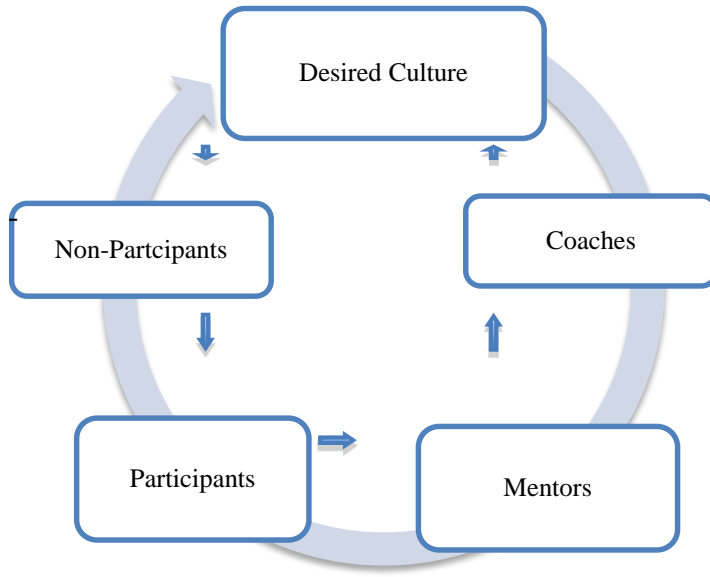 Desired Culture
Non-Partcipants
Coaches
Participants
Mentors